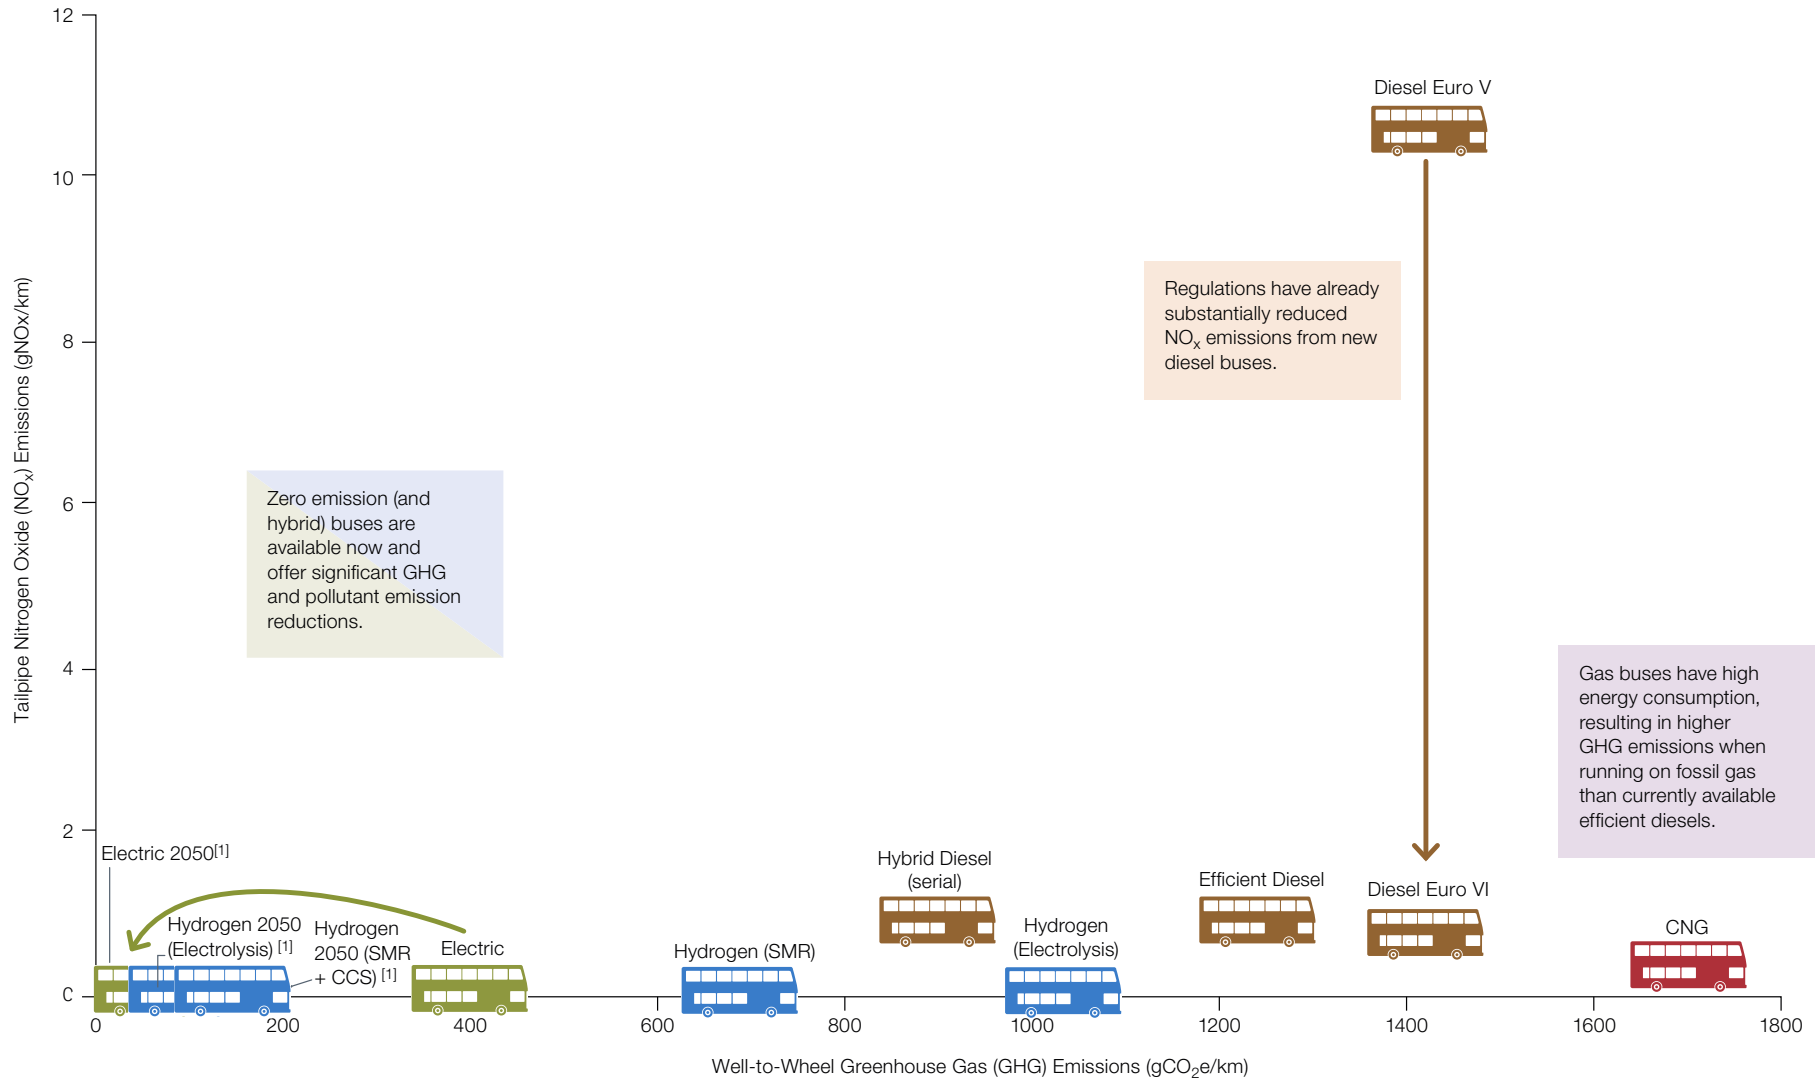 12
10
8
6
4
2
C
Tailpipe Nitrogen Oxide (NOx) Emissions (gNOx/km)
Diesel Euro V
Regulations have already
substantially reduced
NOx emissions from new
diesel buses.
Zero emission (and
hybrid) buses are
available now and
offer significant GHG
and pollutant emission
reductions.
Gas buses have high
energy consumption,
resulting in higher
GHG emissions when
running on fossil gas
than currently available
efficient diesels.
Electric 2050[1]
Hydrogen 2050
(Electrolysis) [1]
Hydrogen
2050 (SMR
+ CCS) [1]
Electric
Hydrogen (SMR)
Hybrid Diesel
(serial)
Hydrogen
(Electrolysis)
Efficient Diesel
Diesel Euro VI
CNG
0 200 400 600 800 1000 1200 1400 1600 1800
Well-to-Wheel Greenhouse Gas (GHG) Emissions (gCO2e/km)